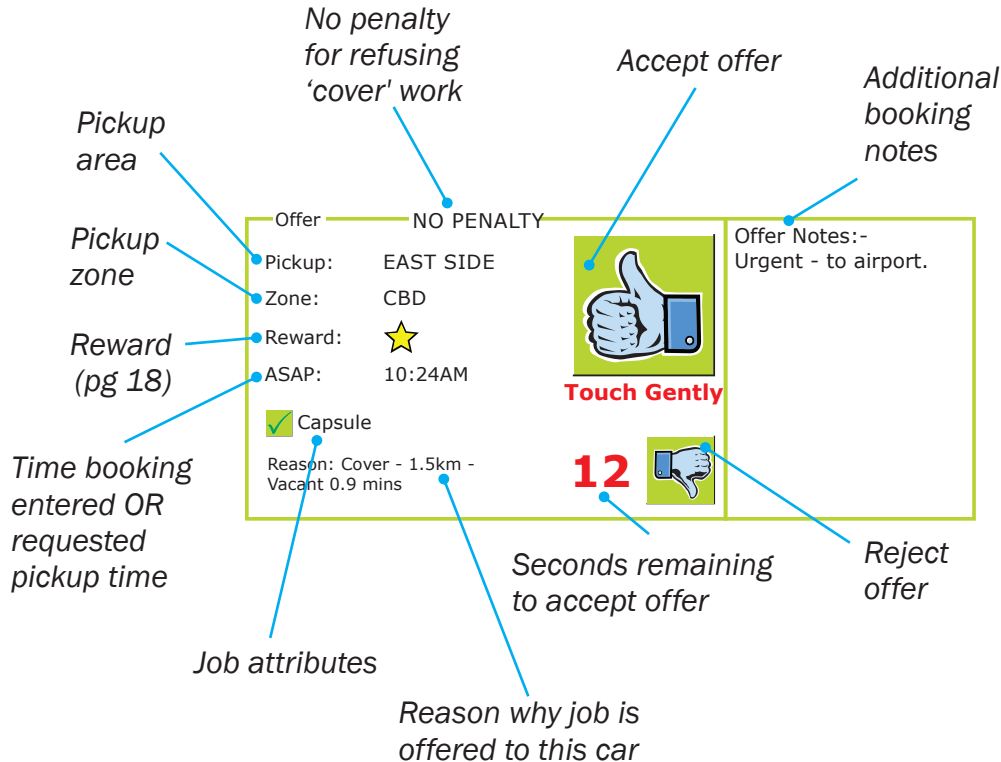 No penalty
for refusing
‘cover' work
Accept offer
Additional
booking
notes
Pickup
area
Pickup
zone
Reward
(pg 18)
Time booking
entered OR
requested
pickup time
Offer
NO PENALTY
Pickup: EAST SIDE
Zone: CBD
Reward:
ASAP: 10:24AM
Capsule
Reason: Cover - 1.5km -
Vacant 0.9 mins
Touch Gently
12
Offer Notes:-
Urgent - to airport.
Job attributes
Reason why job is
offered to this car
Seconds remaining
to accept offer
Reject
offer